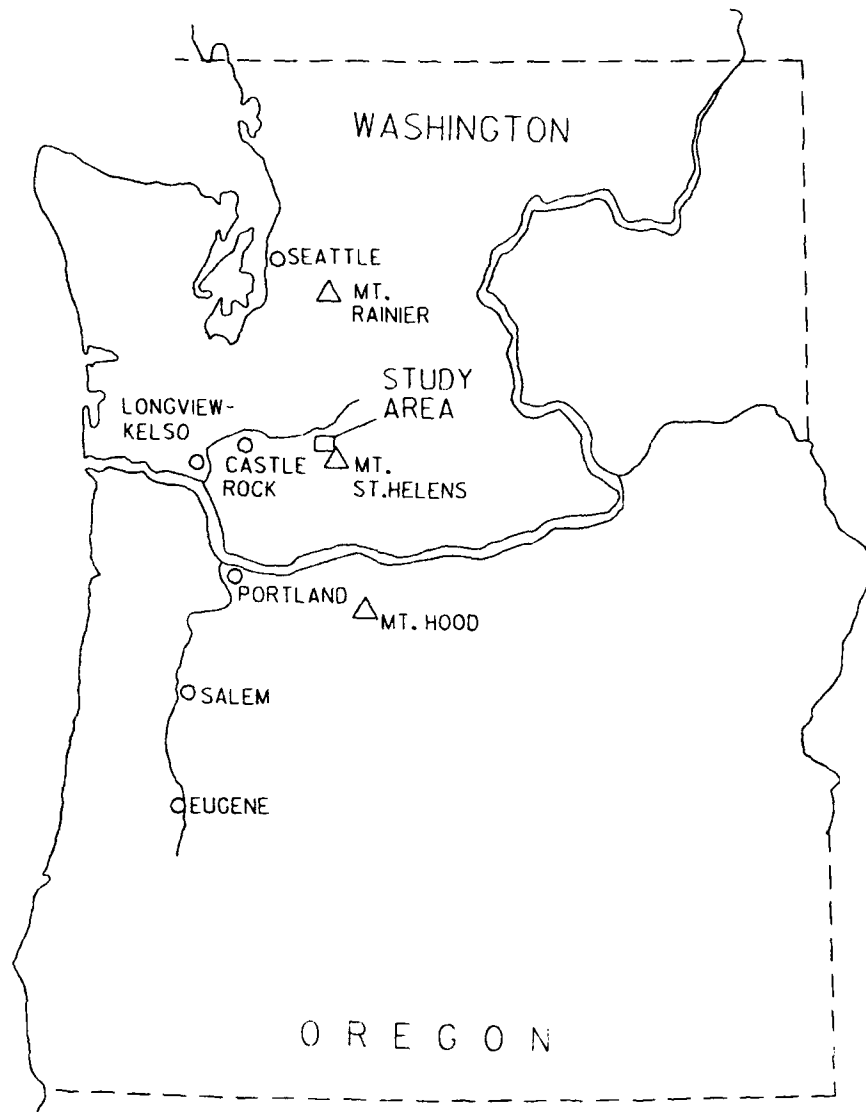 WASHINGTON
SEATTLE
MT.
RAINIER
STUDY
AREA
LONGVIEW-
KELSO
CASTLE
ROCK
MT.
ST.HELENS
PORTLAND
MT. HOOD
SALEM
EUGENE
OREGON